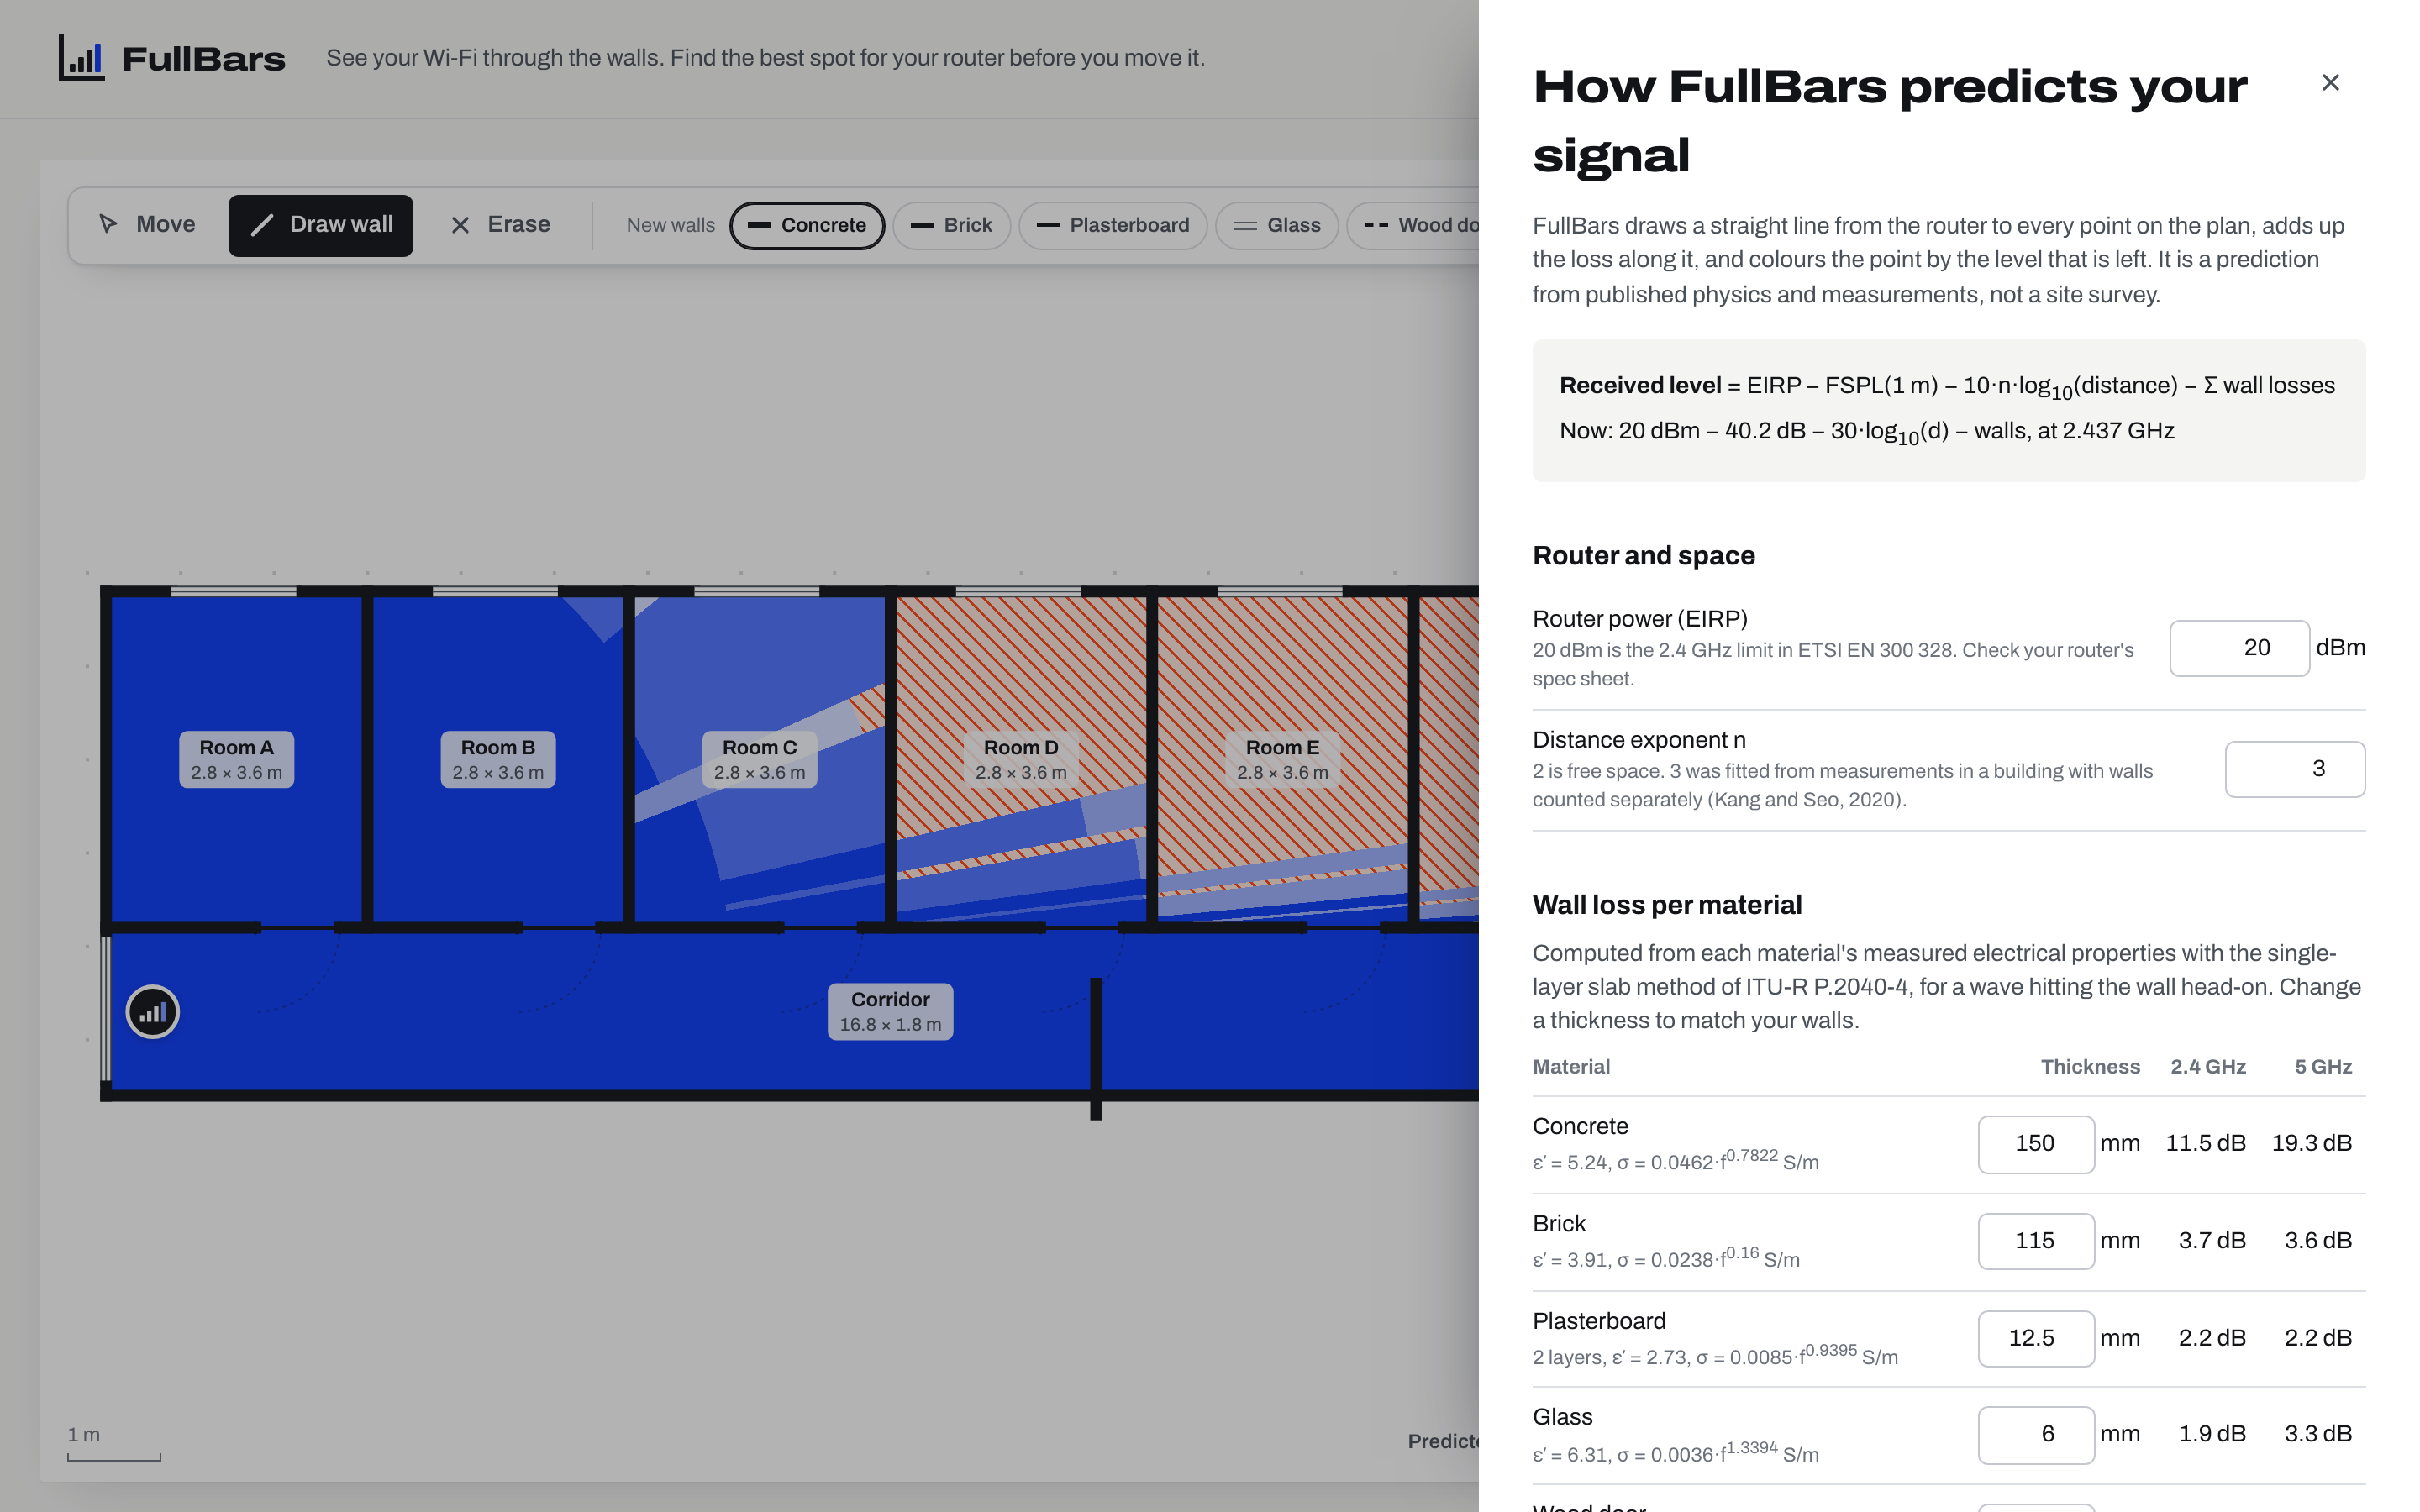 FullBars
See your Wi-Fi through the walls. Find the best spot for your router before you move it.
Move
Draw wall
Erase
New walls
Concrete
Brick
Plasterboard
Glass
Wood do
Room A
2.8 × 3.6 m
Room B
2.8 × 3.6 m
Room C
2.8 × 3.6 m
Room D
2.8 × 3.6 m
Room E
2.8 × 3.6 m
Corridor
16.8 × 1.8 m
1 m
Predicte
How FullBars predicts your
signal
FullBars draws a straight line from the router to every point on the plan, adds up
the loss along it, and colours the point by the level that is left. It is a prediction
from published physics and measurements, not a site survey.
Received level = EIRP – FSPL(1 m) – 10·n·log10(distance) – Σ wall losses
Now: 20 dBm – 40.2 dB – 30·log10(d) – walls, at 2.437 GHz
Router and space
Router power (EIRP)
20 dBm is the 2.4 GHz limit in ETSI EN 300 328. Check your router's
spec sheet.
20 dBm
Distance exponent n
2 is free space. 3 was fitted from measurements in a building with walls
counted separately (Kang and Seo, 2020).
3
Wall loss per material
Computed from each material's measured electrical properties with the single-
layer slab method of ITU-R P.2040-4, for a wave hitting the wall head-on. Change
a thickness to match your walls.
Material Thickness 2.4 GHz 5 GHz
Concrete
ε′ = 5.24, σ = 0.0462·f0.7822 S/m
150 mm 11.5 dB 19.3 dB
Brick
ε′ = 3.91, σ = 0.0238·f0.16 S/m
115 mm 3.7 dB 3.6 dB
Plasterboard
2 layers, ε′ = 2.73, σ = 0.0085·f0.9395 S/m
12.5 mm 2.2 dB 2.2 dB
Glass
ε′ = 6.31, σ = 0.0036·f1.3394 S/m
6 mm 1.9 dB 3.3 dB
Wood door